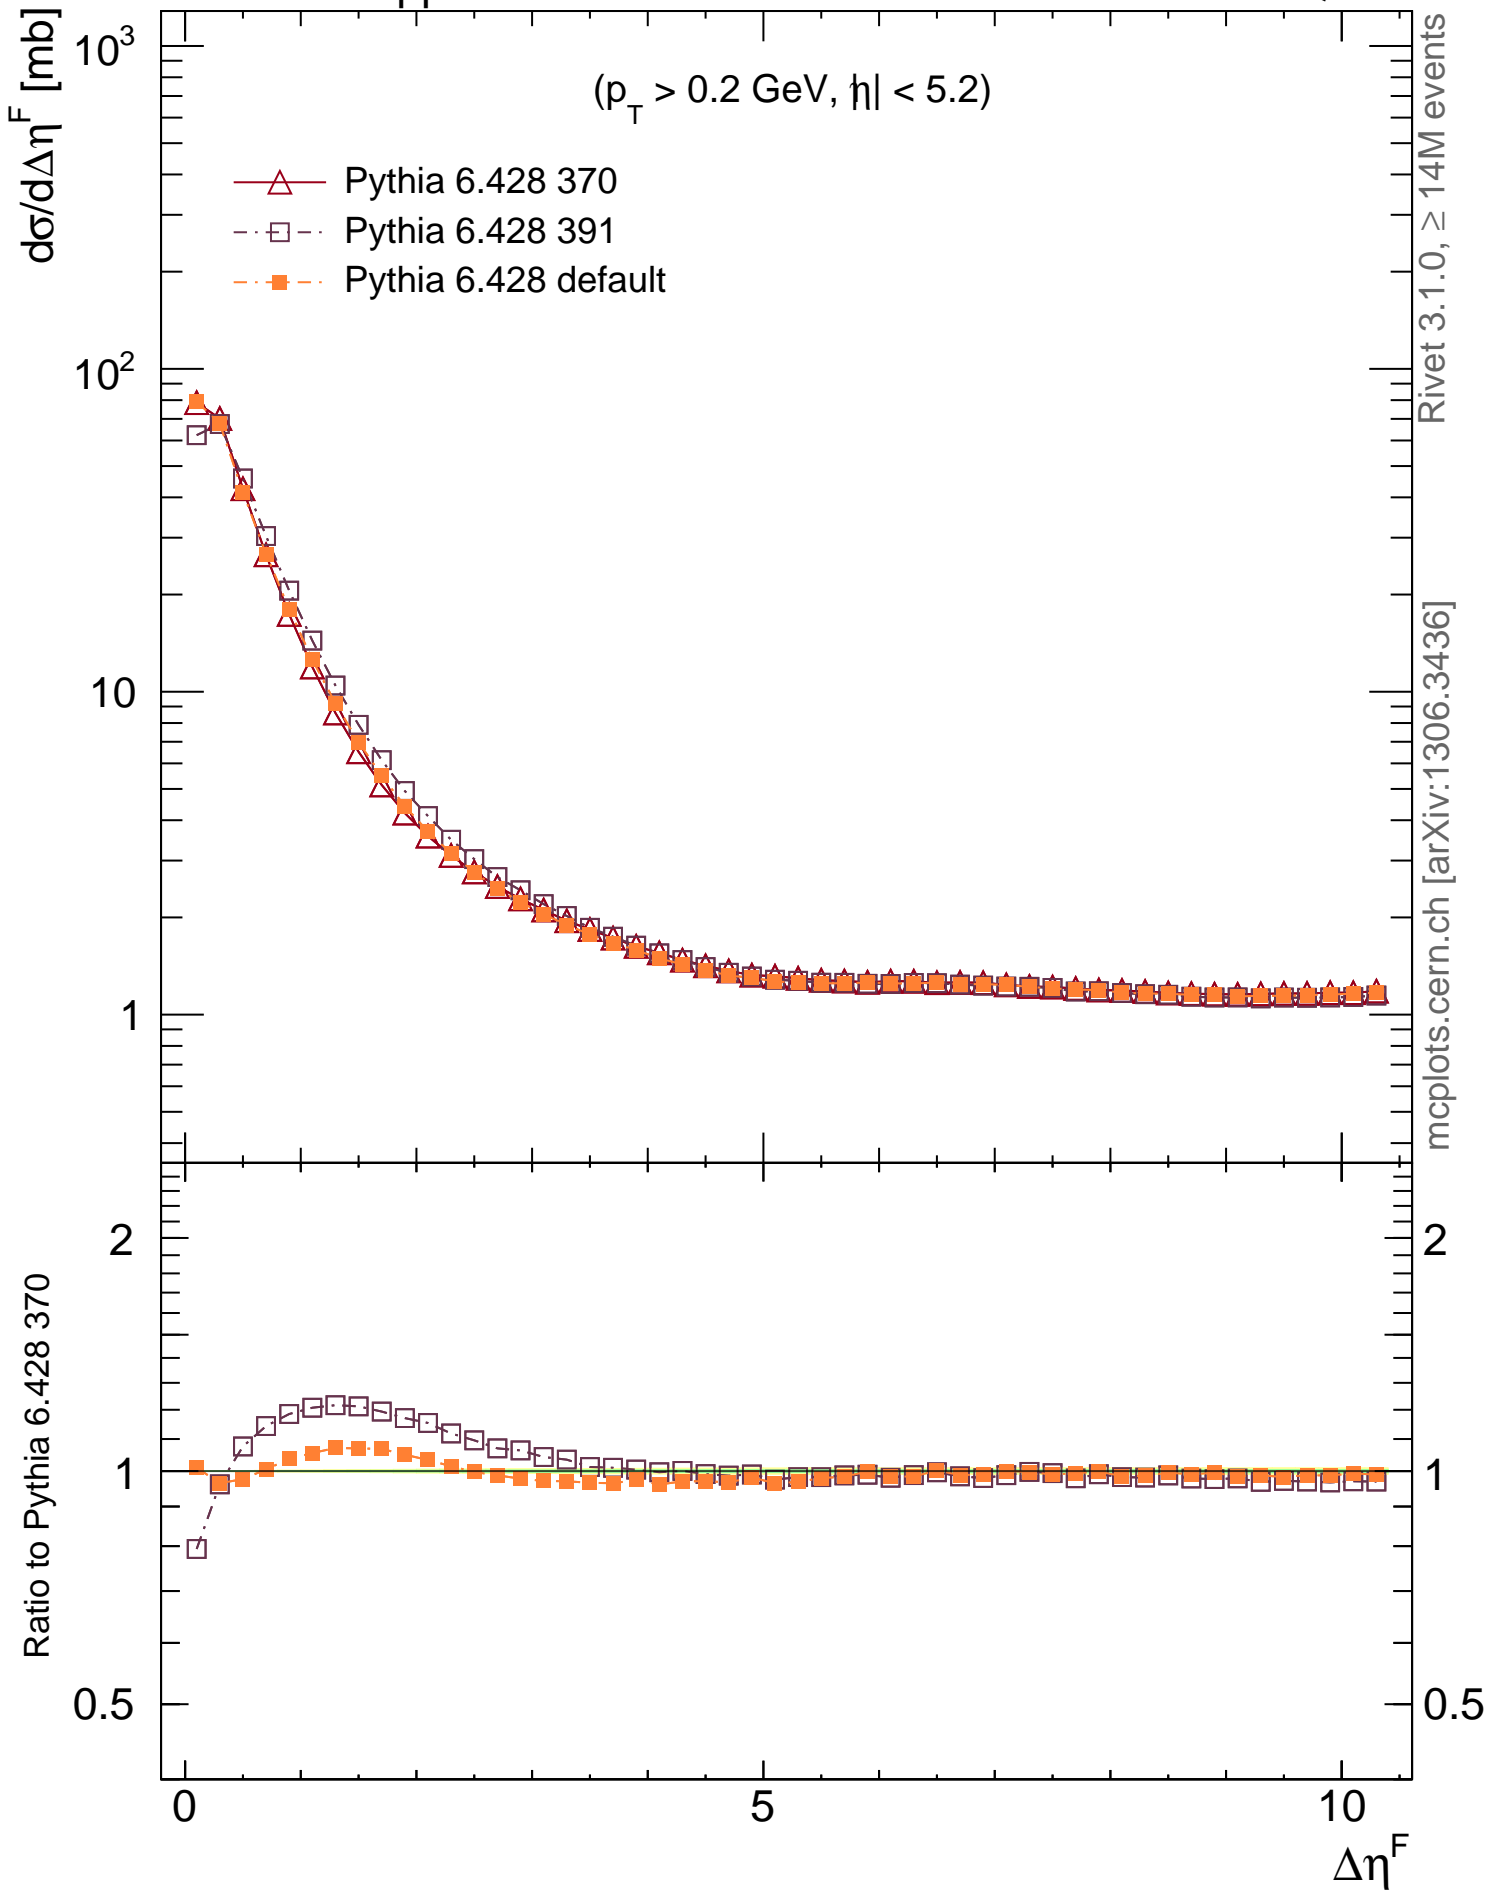 pp
dσ/dΔη^F [mb]
(p_T > 0.2 GeV, |η| < 5.2)
Pythia 6.428 370
Pythia 6.428 391
Pythia 6.428 default
10^3
10^2
10
1
Rivet 3.1.0, ≥ 14M events
mcplots.cern.ch [arXiv:1306.3436]
Ratio to Pythia 6.428 370
2
1
0.5
2
1
0.5
0
5
10
Δη^F